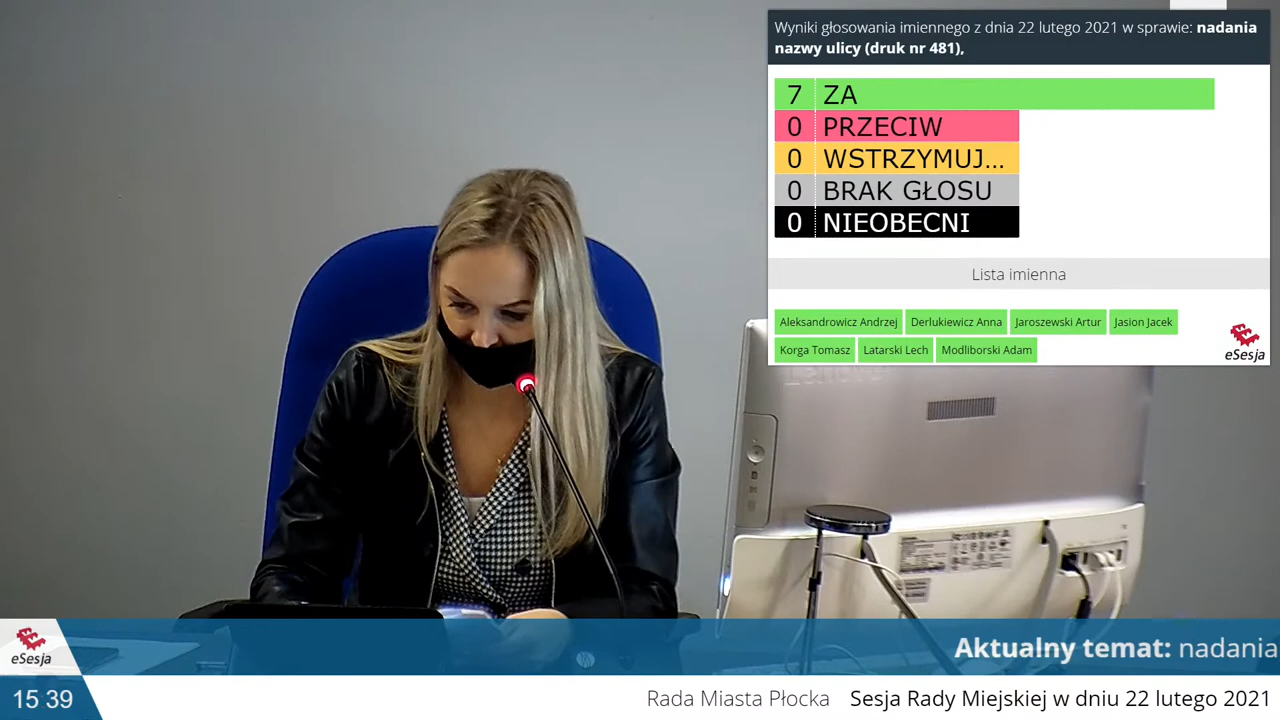 Wyniki głosowania imiennego z dnia 22 lutego 2021 w sprawie: nadania
nazwy ulicy (druk nr 481),
7 ZA
0 PRZECIW
0 WSTRZYMUJ...
0 BRAK GŁOSU
0 NIEOBECNI
Lista imienna
Aleksandrowicz Andrzej Derlukiewicz Anna Jaroszewski Artur Jasion Jacek
Korga Tomasz Latarski Lech Modliborski Adam
eSesja
eSesja
Aktualny temat: nadania
15 39
Rada Miasta Płocka Sesja Rady Miejskiej w dniu 22 lutego 2021